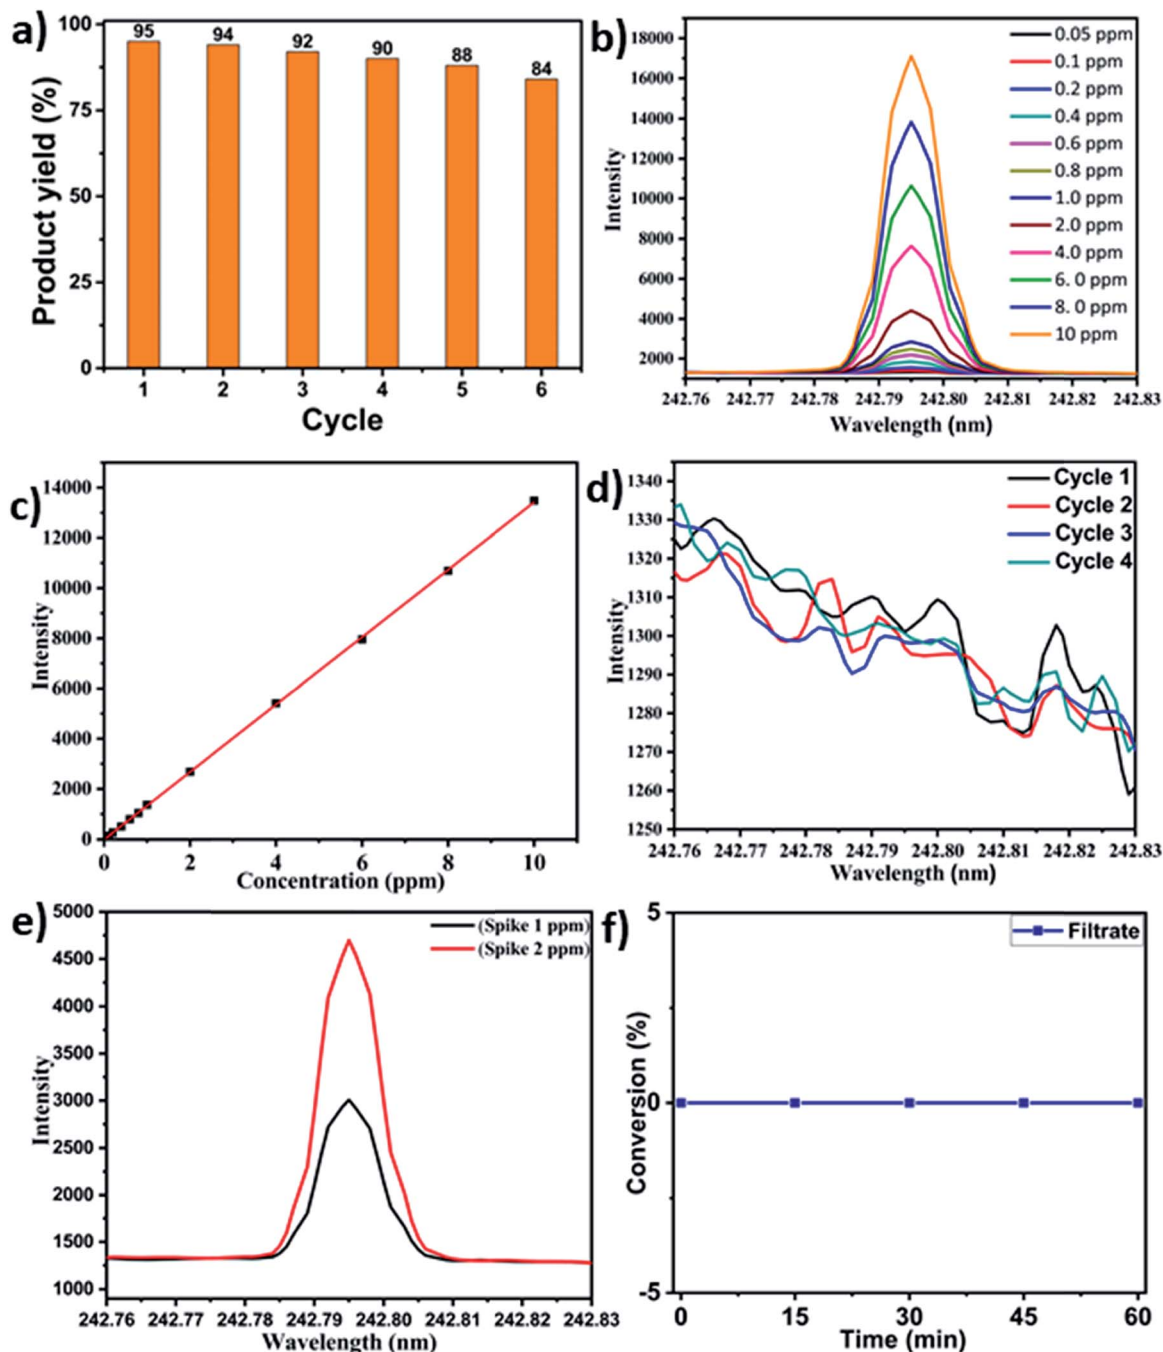 a)
100
75
50
25
0
95
94
92
90
88
84
1 2 3 4 5 6
Cycle
Product yield (%)
b)
18000
16000
14000
12000
10000
8000
6000
4000
2000
Intensity
0.05 ppm
0.1 ppm
0.2 ppm
0.4 ppm
0.6 ppm
0.8 ppm
1.0 ppm
2.0 ppm
4.0 ppm
6. 0 ppm
8. 0 ppm
10 ppm
242.76 242.77 242.78 242.79 242.80 242.81 242.82 242.83
Wavelength (nm)
c)
14000
12000
10000
8000
6000
4000
2000
0
Intensity
0 2 4 6 8 10
Concentration (ppm)
d)
1340
1330
1320
1310
1300
1290
1280
1270
1260
1250
Intensity
Cycle 1
Cycle 2
Cycle 3
Cycle 4
242.76 242.77 242.78 242.79 242.80 242.81 242.82 242.83
Wavelength (nm)
e)
5000
4500
4000
3500
3000
2500
2000
1500
1000
Intensity
(Spike 1 ppm)
(Spike 2 ppm)
242.76 242.77 242.78 242.79 242.80 242.81 242.82 242.83
Wavelength (nm)
f)
5
0
-5
Conversion (%)
Filtrate
0 15 30 45 60
Time (min)